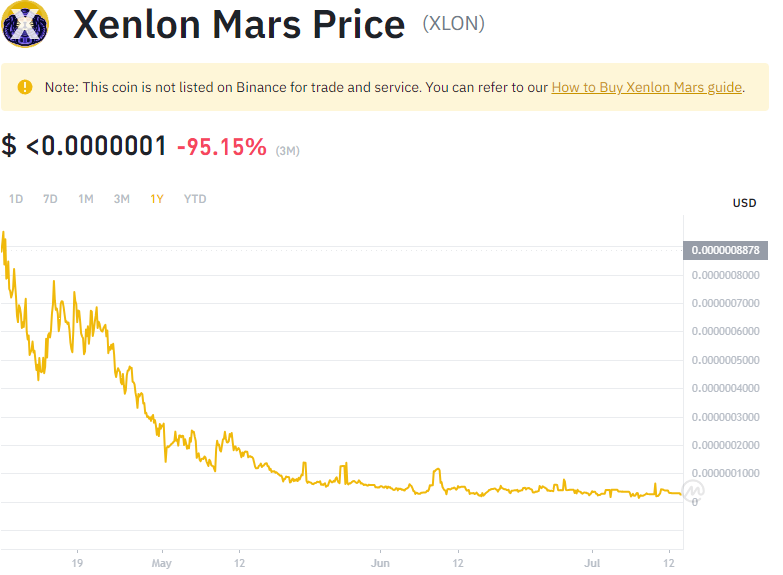 Xenlon Mars Price (XLON)
Note: This coin is not listed on Binance for trade and service. You can refer to our How to Buy Xenlon Mars guide.
$ <0.0000001 -95.15% (3M)
1D 7D 1M 3M 1Y YTD
USD
0.0000008878
0.0000008000
0.0000007000
0.0000006000
0.0000005000
0.0000004000
0.0000003000
0.0000002000
0.0000001000
0
19 May 12 Jun 12 Jul 12